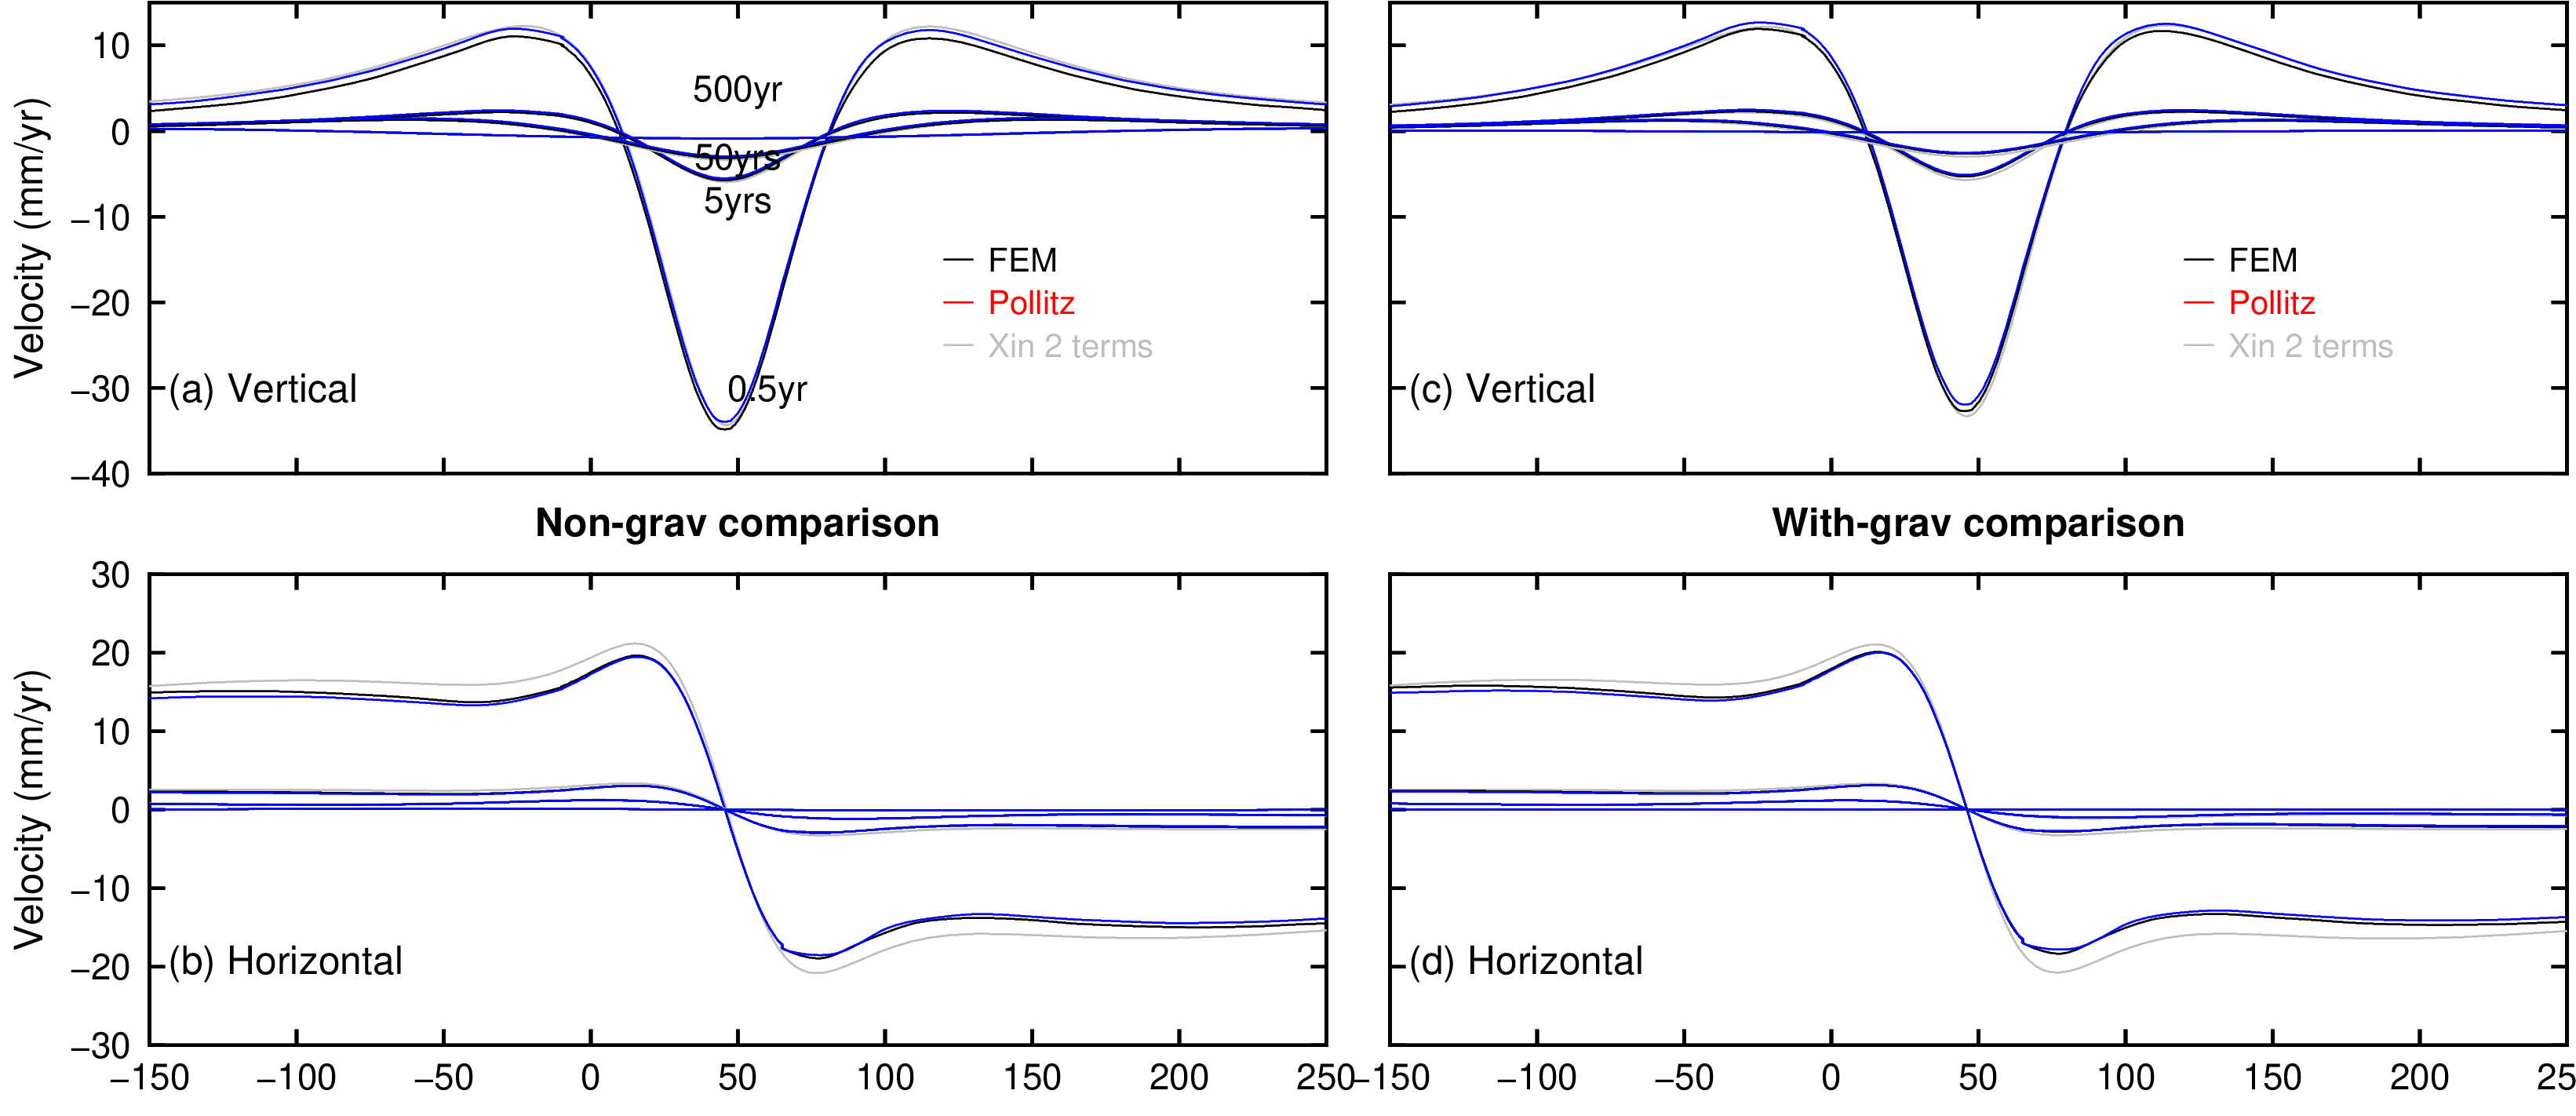 10
0
−10
−20
−30
−40
Velocity (mm/yr)
500yr
50yrs
5yrs
0.5yr
FEM
Pollitz
Xin 2 terms
(a) Vertical
FEM
Pollitz
Xin 2 terms
(c) Vertical
Non-grav comparison
With-grav comparison
30
20
10
0
−10
−20
−30
Velocity (mm/yr)
(b) Horizontal
(d) Horizontal
−150 −100 −50 0 50 100 150 200 250
−150 −100 −50 0 50 100 150 200 25